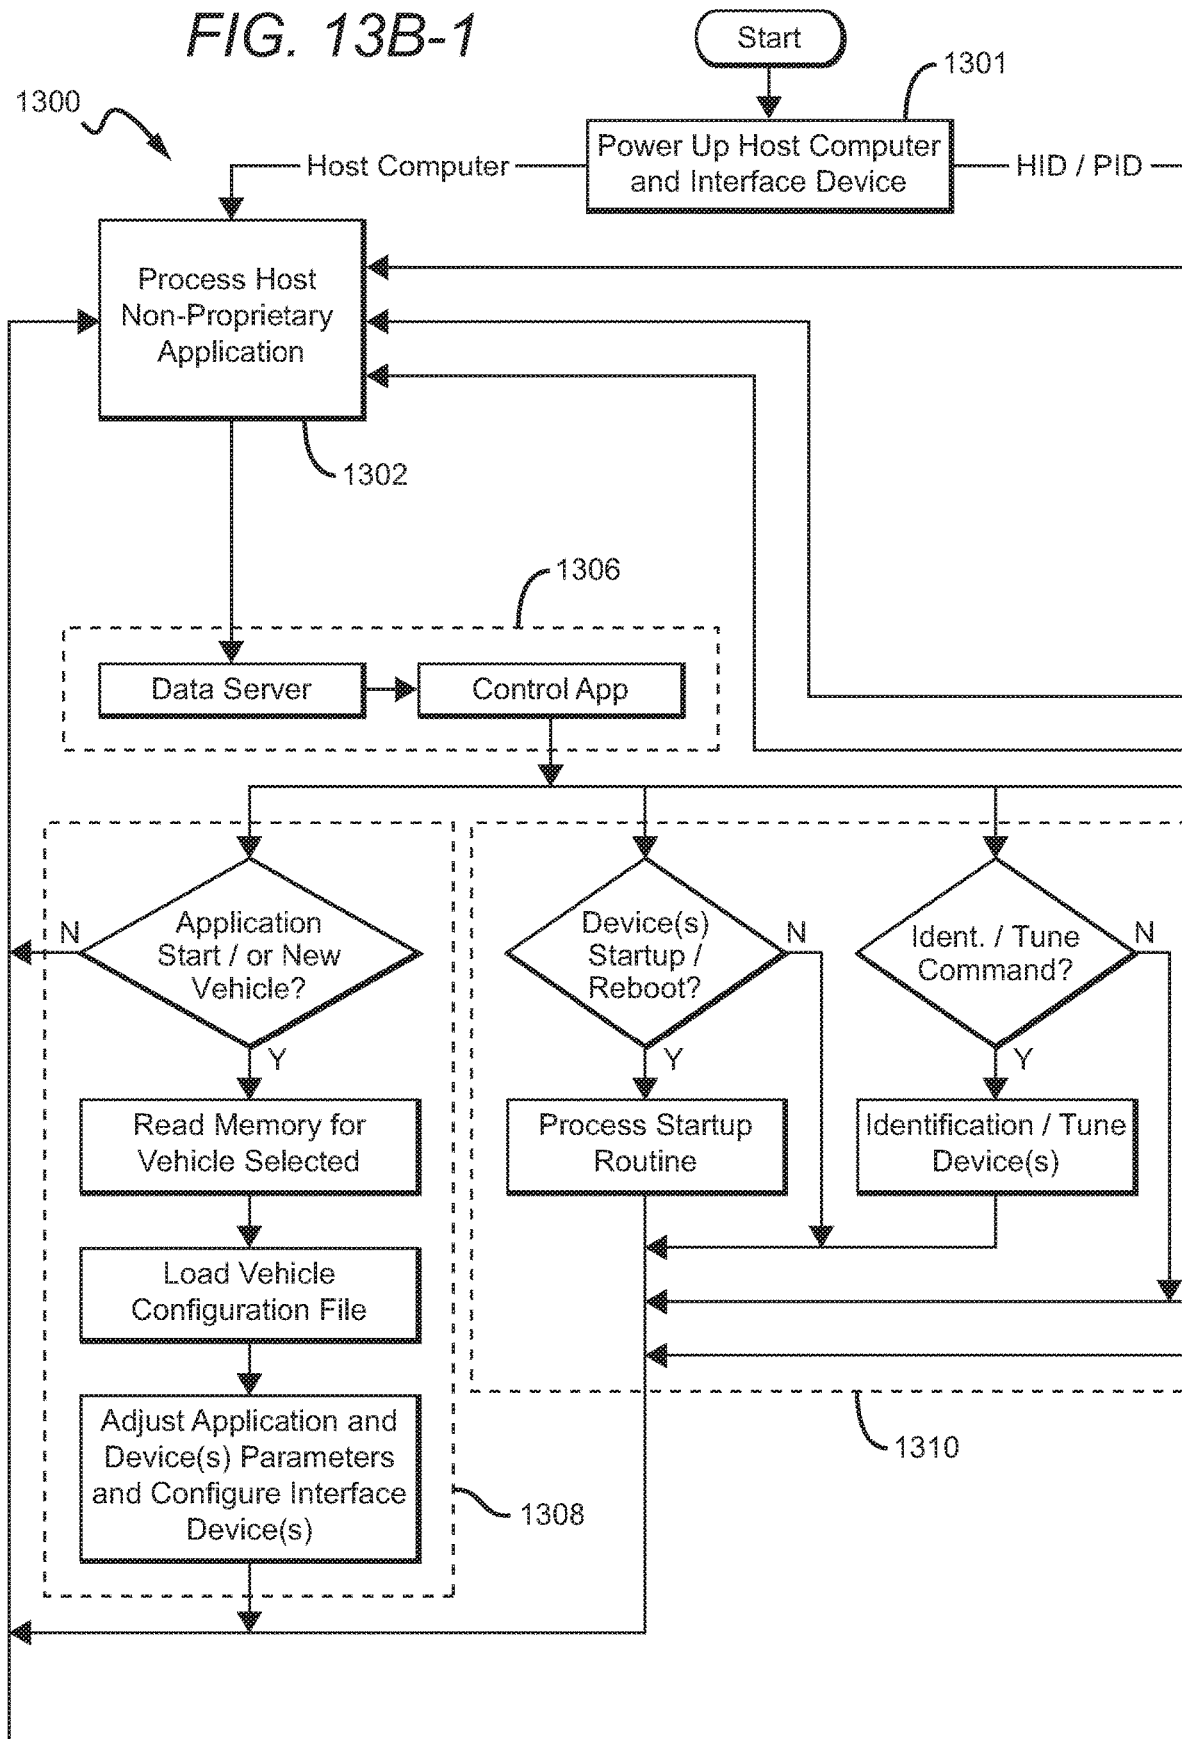 FIG. 13B-1
Start
1301
1300
Power Up Host Computer
and Interface Device
Host Computer
HID / PID
Process Host
Non-Proprietary
Application
1302
1306
Data Server
Control App
Application
Start / or New
Vehicle?
N
Y
Device(s)
Startup /
Reboot?
N
Y
Ident. / Tune
Command?
N
Y
Read Memory for
Vehicle Selected
Process Startup
Routine
Identification / Tune
Device(s)
Load Vehicle
Configuration File
Adjust Application and
Device(s) Parameters
and Configure Interface
Device(s)
1310
1308